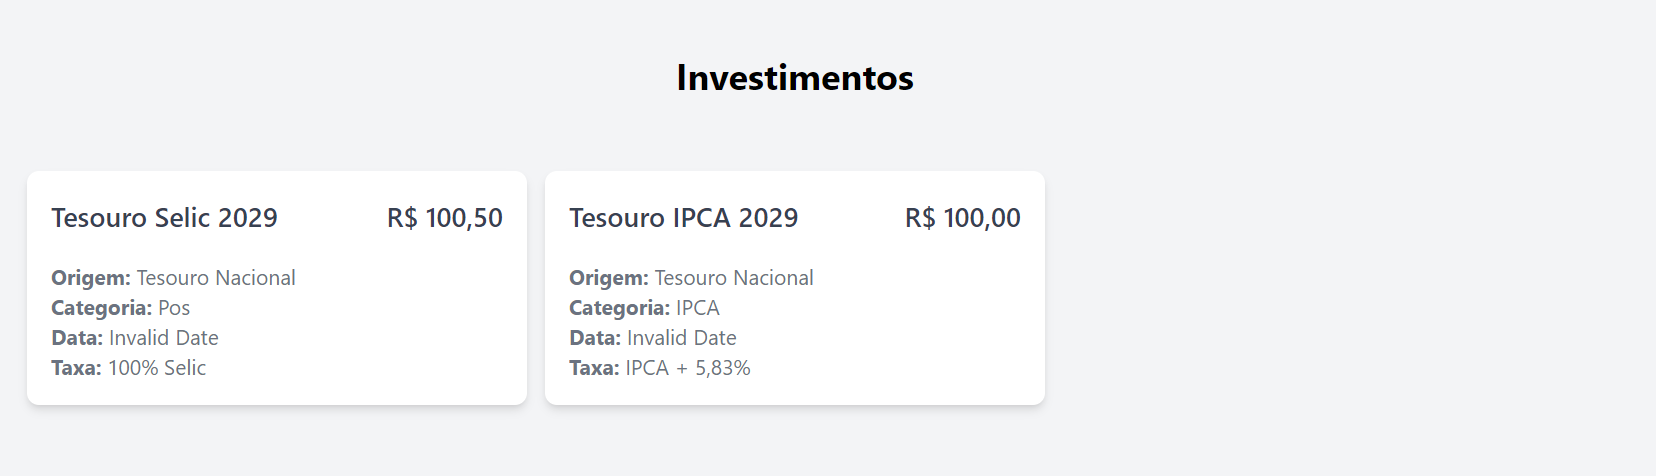 Investimentos
Tesouro Selic 2029 R$ 100,50
Origem: Tesouro Nacional
Categoria: Pos
Data: Invalid Date
Taxa: 100% Selic
Tesouro IPCA 2029 R$ 100,00
Origem: Tesouro Nacional
Categoria: IPCA
Data: Invalid Date
Taxa: IPCA + 5,83%